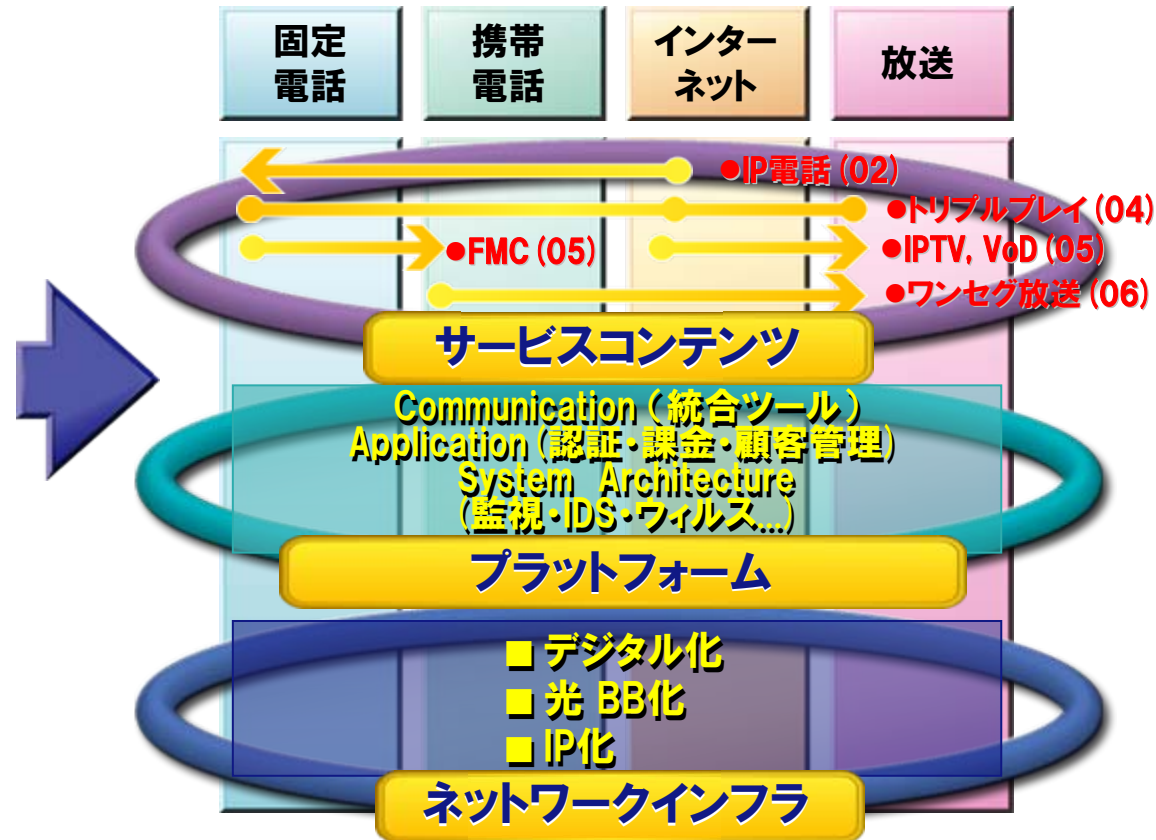 固定
電話
携帯
電話
インター
ネット
放送
●IP電話(02)
●トリプルプレイ(04)
●FMC(05)
●IPTV, VoD(05)
●ワンセグ放送(06)
サービスコンテンツ
Communication(統合ツール)
Application(認証・課金・顧客管理)
System Architecture
(監視・IDS・ウィルス...)
プラットフォーム
■ デジタル化
■ 光 BB化
■ IP化
ネットワークインフラ